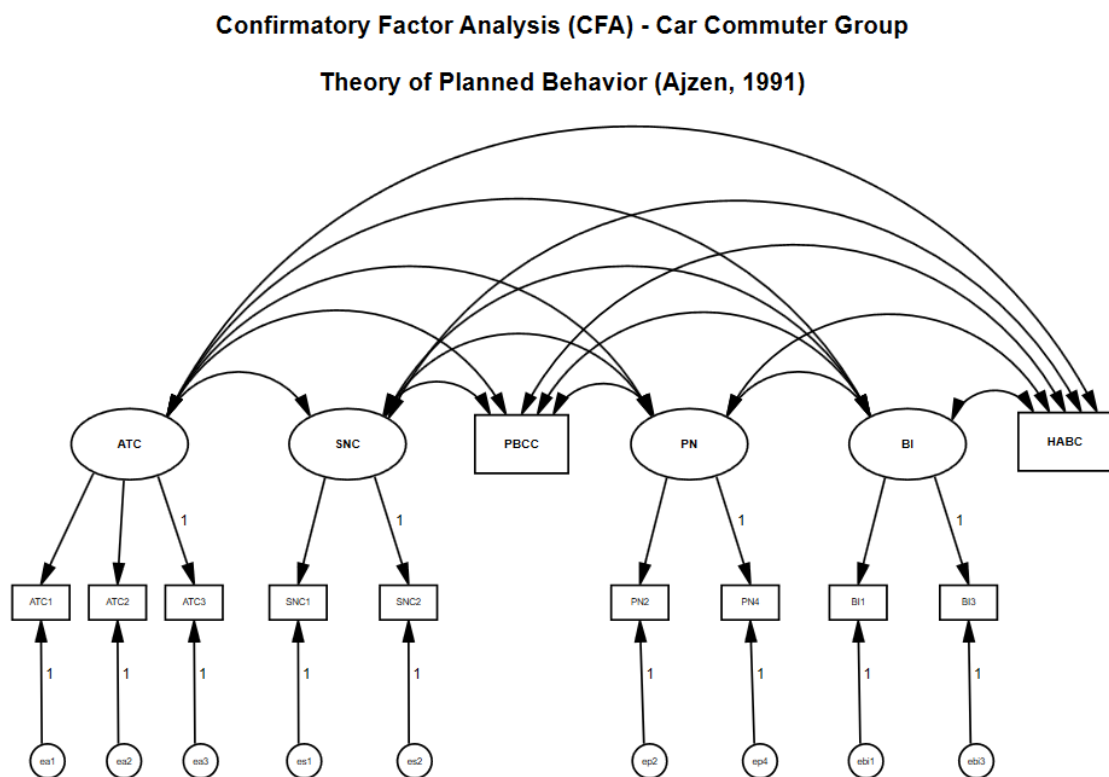 Confirmatory Factor Analysis (CFA) - Car Commuter Group
Theory of Planned Behavior (Ajzen, 1991)
ATC
SNC
PBCC
PN
BI
HABC
1
1
1
1
ATC1
ATC2
ATC3
SNC1
SNC2
PN2
PN4
BI1
BI3
1
1
1
1
1
1
1
1
1
ea1
ea2
ea3
es1
es2
ep2
ep4
ebi1
ebi3